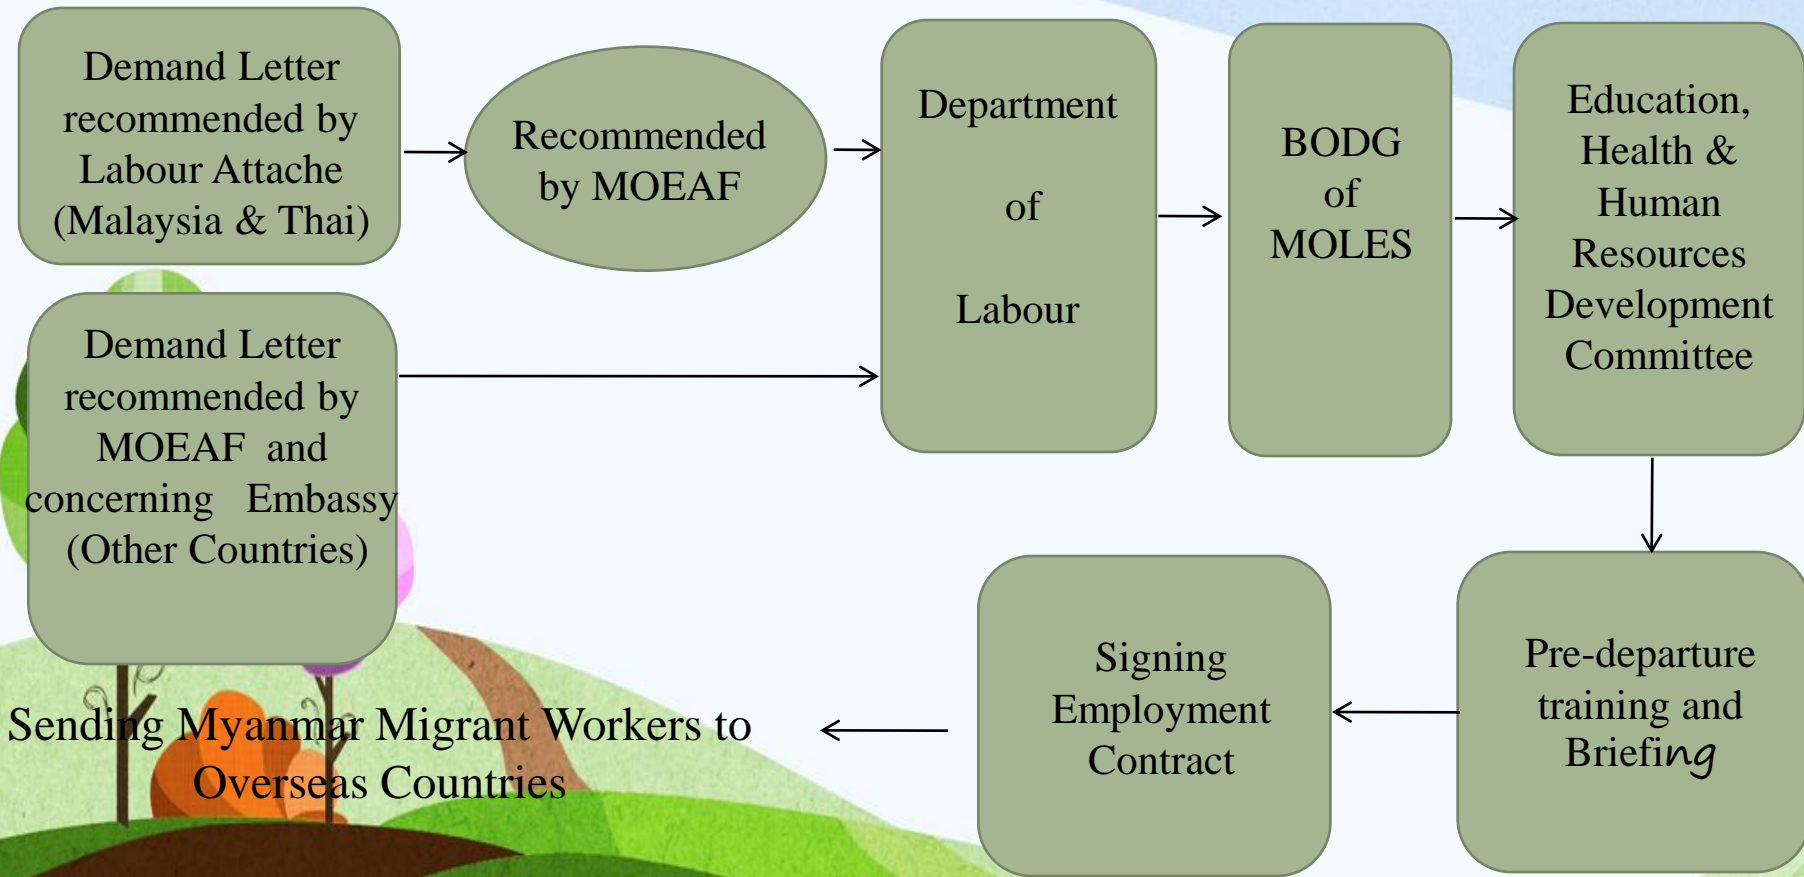 Demand Letter
recommended by
Labour Attache
(Malaysia & Thai)
Recommended
by MOEAF
Department
of
Labour
BODG
of
MOLES
Education,
Health &
Human
Resources
Development
Committee
Demand Letter
recommended by
MOEAF and
concerning Embassy
(Other Countries)
Pre-departure
training and
Briefing
Signing
Employment
Contract
Sending Myanmar Migrant Workers to
Overseas Countries